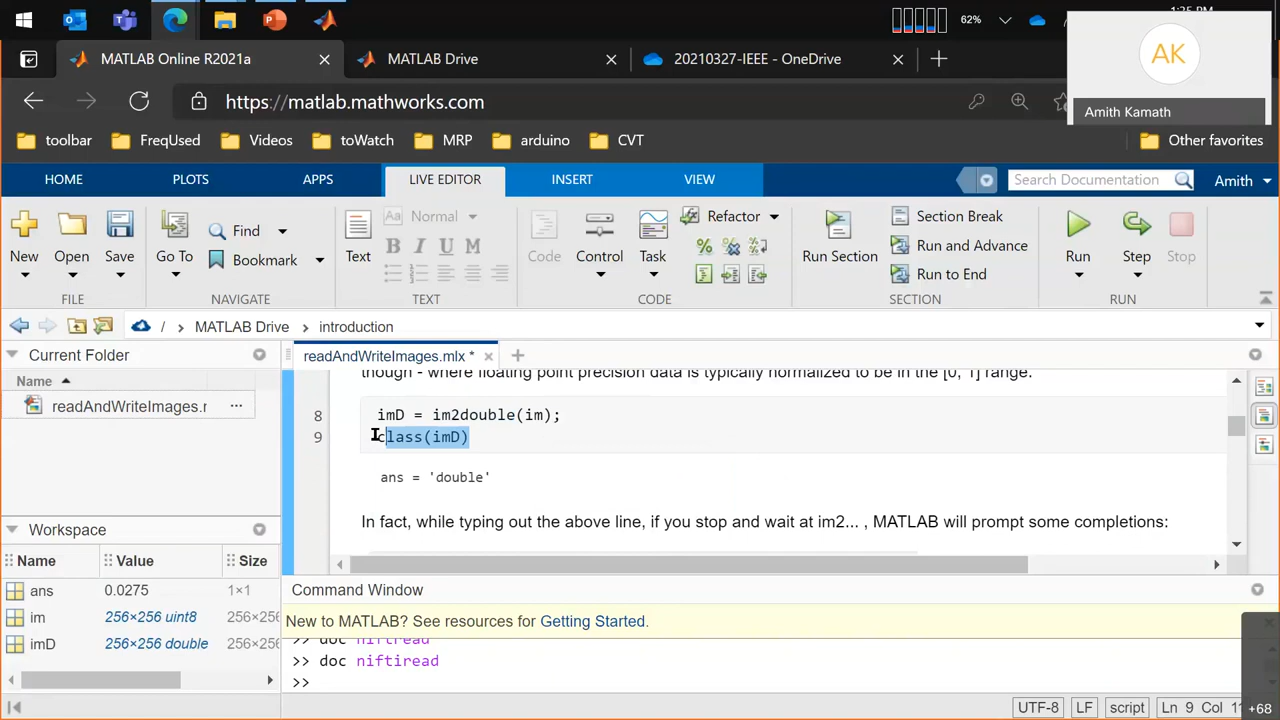 62%
MATLAB Online R2021a
MATLAB Drive
20210327-IEEE - OneDrive
AK
Amith Kamath
https://matlab.mathworks.com
toolbar
FreqUsed
Videos
toWatch
MRP
arduino
CVT
Other favorites
HOME
PLOTS
APPS
LIVE EDITOR
INSERT
VIEW
Search Documentation
Amith
New
Open
Save
Go To
Find
Bookmark
Text
Aa Normal
B I U M
Code
Control
Task
Refactor
Run Section
Section Break
Run and Advance
Run to End
Run
Step
Stop
FILE
NAVIGATE
TEXT
CODE
SECTION
RUN
/ MATLAB Drive introduction
Current Folder
Name
readAndWriteImages.r
readAndWriteImages.mlx *
though - where floating point precision data is typically normalized to be in the [0, 1] range.
8 imD = im2double(im);
9 class(imD)
ans = 'double'
In fact, while typing out the above line, if you stop and wait at im2... , MATLAB will prompt some completions:
Workspace
Name Value Size
ans 0.0275 1×1
im 256×256 uint8 256×256
imD 256×256 double 256×256
Command Window
New to MATLAB? See resources for Getting Started.
>> doc niftread
>> doc niftiread
>>
UTF-8
LF
script
Ln 9 Col 1
+68